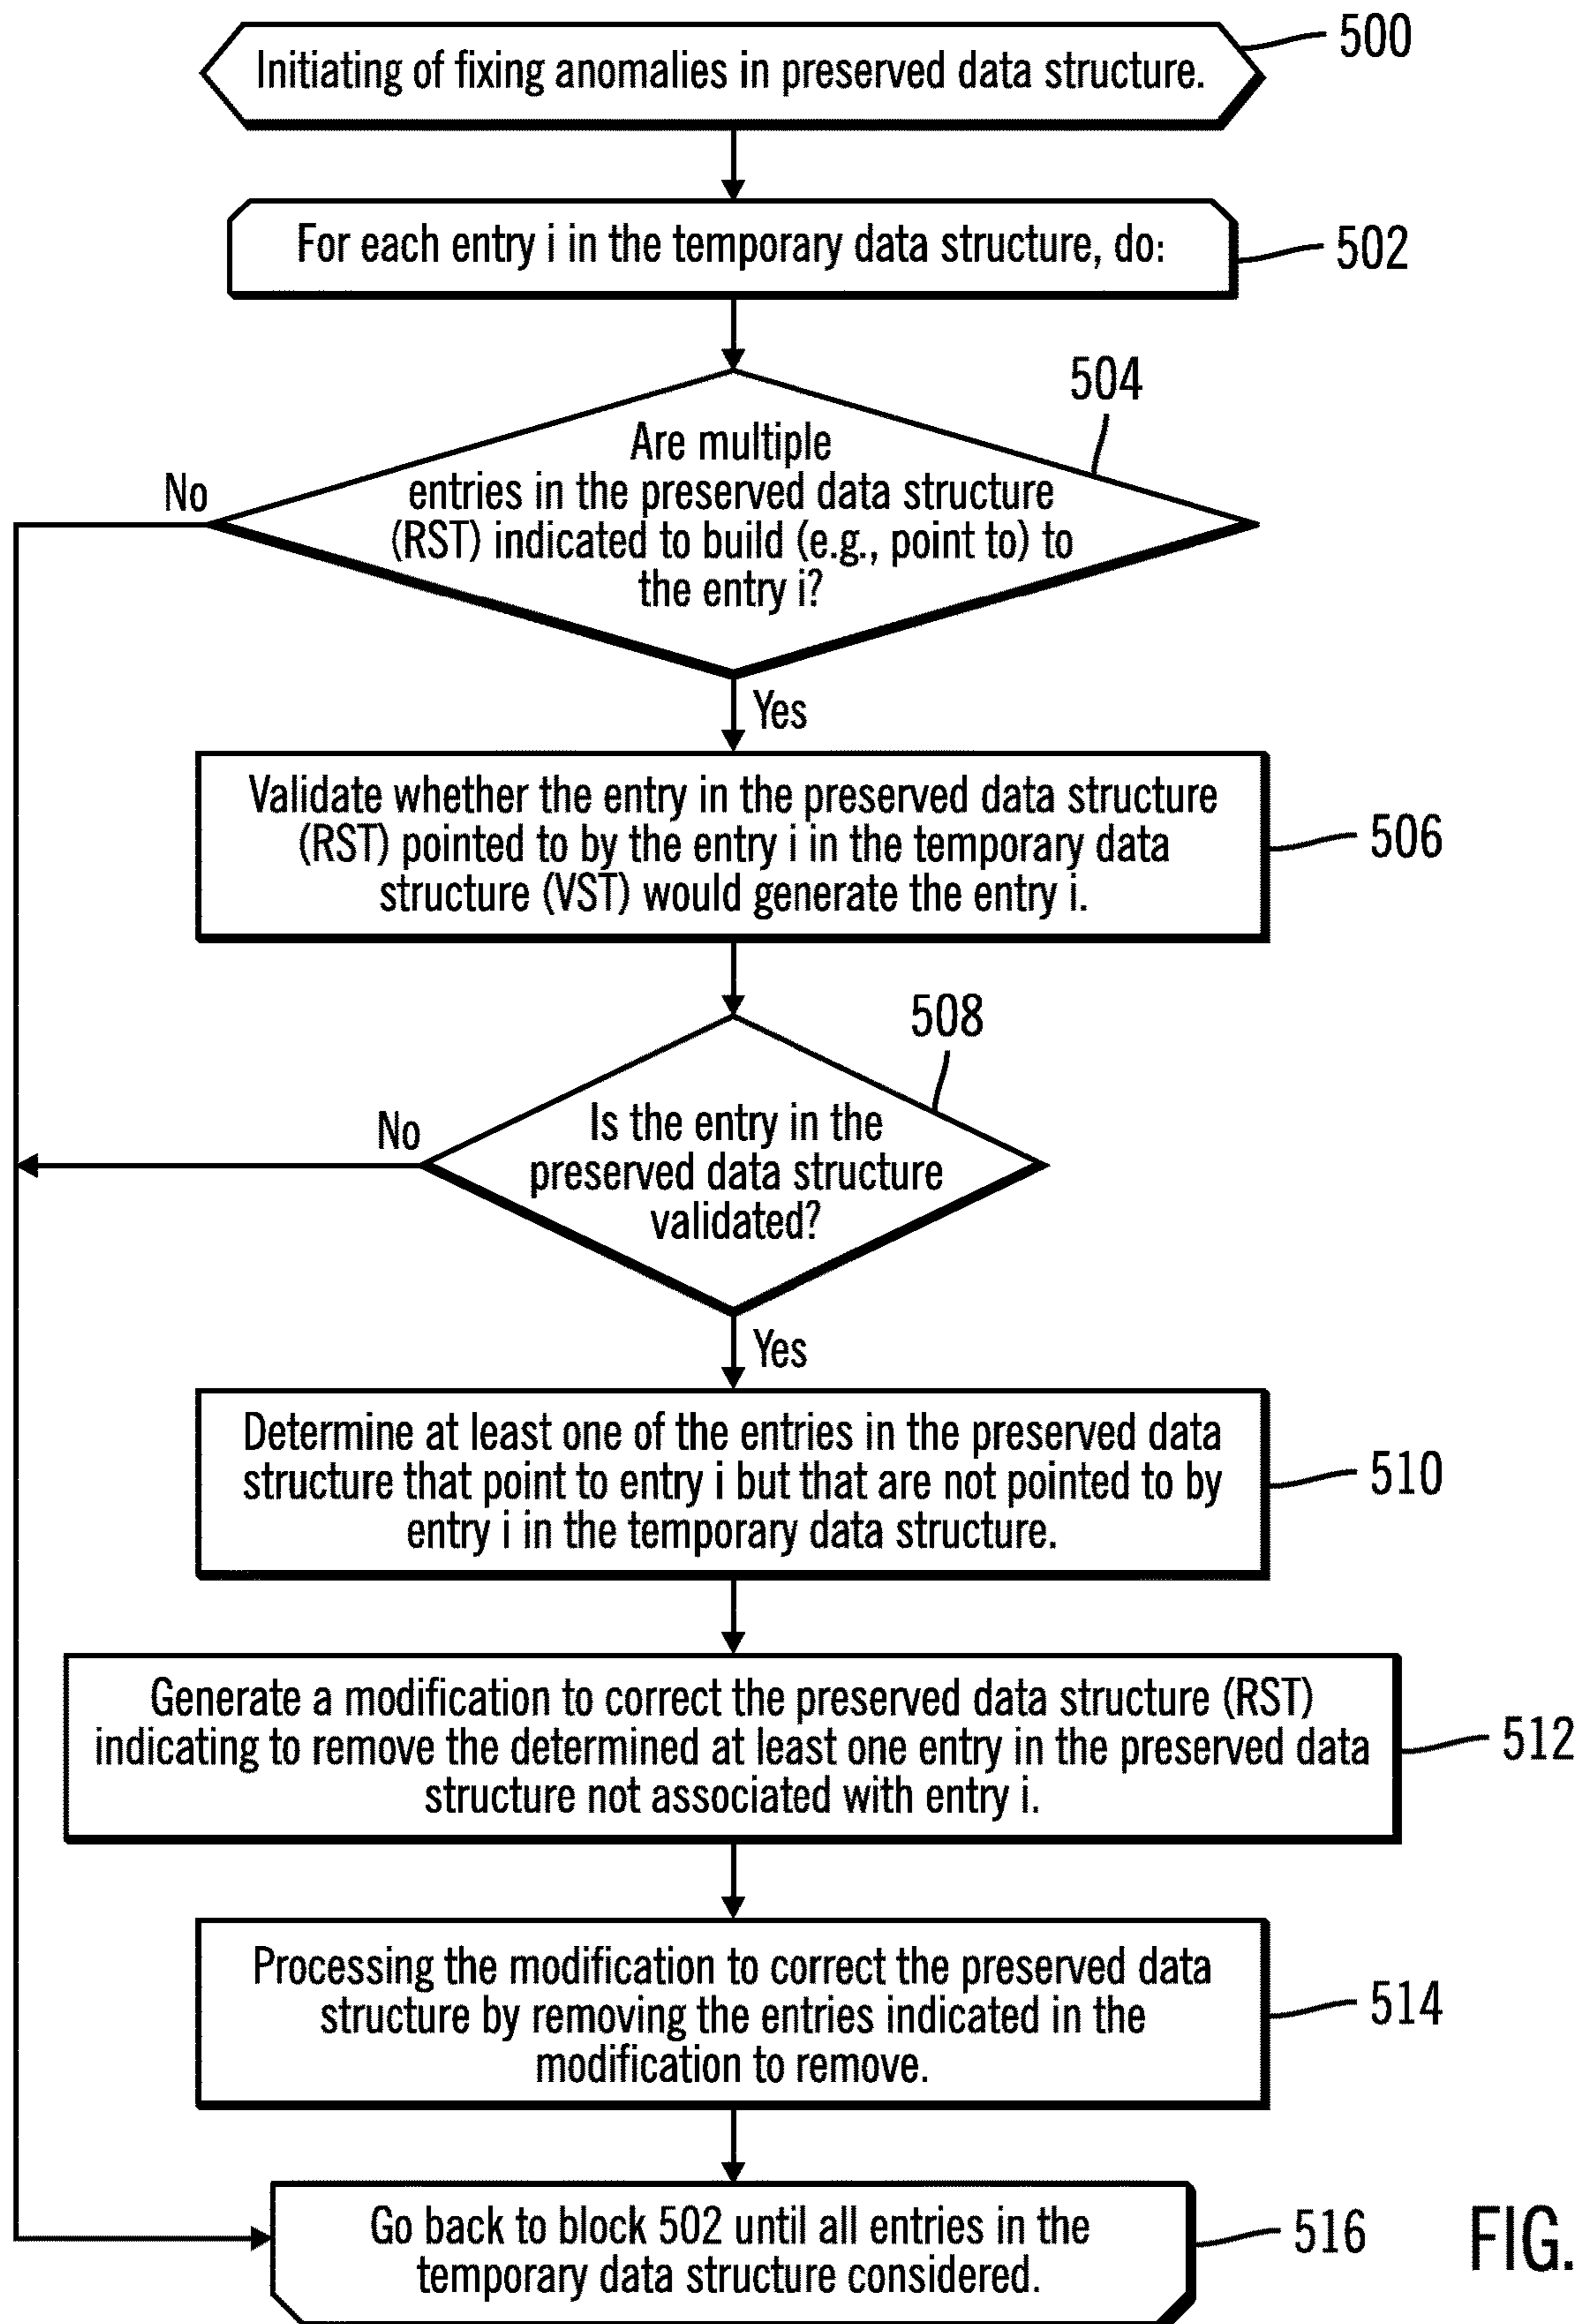 Initiating of fixing anomalies in preserved data structure.
500
For each entry i in the temporary data structure, do:
502
504
Are multiple
entries in the preserved data structure
(RST) indicated to build (e.g., point to) to
the entry i?
No
Yes
Validate whether the entry in the preserved data structure
(RST) pointed to by the entry i in the temporary data
structure (VST) would generate the entry i.
506
508
Is the entry in the
preserved data structure
validated?
No
Yes
Determine at least one of the entries in the preserved data
structure that point to entry i but that are not pointed to by
entry i in the temporary data structure.
510
Generate a modification to correct the preserved data structure (RST)
indicating to remove the determined at least one entry in the preserved data
structure not associated with entry i.
512
Processing the modification to correct the preserved data
structure by removing the entries indicated in the
modification to remove.
514
Go back to block 502 until all entries in the
temporary data structure considered.
516
FIG.